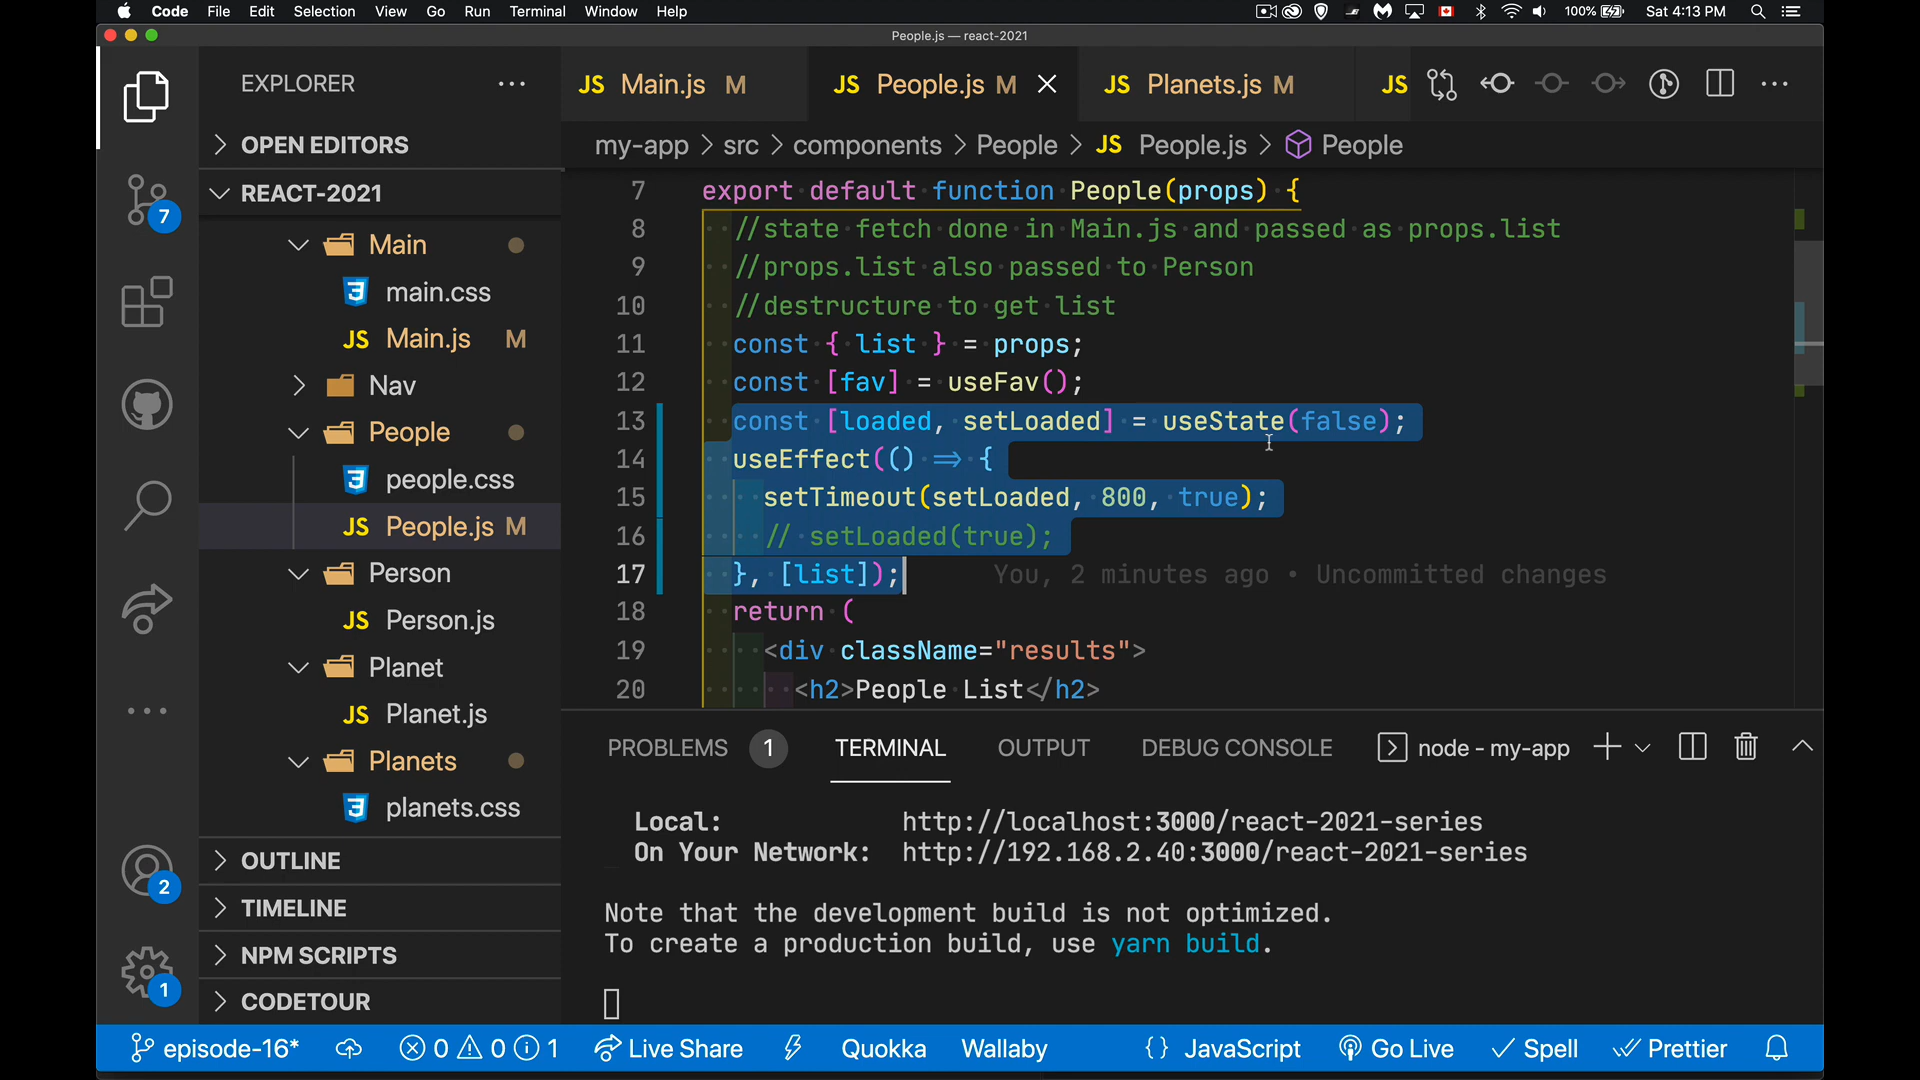 Code File Edit Selection View Go Run Terminal Window Help 100% Sat 4:13 PM
People.js — react-2021
EXPLORER
JS Main.js M JS People.js M JS Planets.js M JS
OPEN EDITORS
my-app > src > components > People > JS People.js > People
REACT-2021
7
Main
main.css
JS Main.js M
Nav
People
people.css
JS People.js M
Person
JS Person.js
Planet
JS Planet.js
Planets
planets.css
OUTLINE
2
TIMELINE
NPM SCRIPTS
1
CODETOUR
7 export default function People(props) {
8 //state fetch done in Main.js and passed as props.list
9 //props.list also passed to Person
10 //destructure to get list
11 const { list } = props;
12 const [fav] = useFav();
13 const [loaded, setLoaded] = useState(false);
14 useEffect(() => {
15 setTimeout(setLoaded, 800, true);
16 // setLoaded(true);
17 }, [list]); You, 2 minutes ago • Uncommitted changes
18 return (
19 <div className="results">
20 <h2>People List</h2>
PROBLEMS 1 TERMINAL OUTPUT DEBUG CONSOLE node - my-app
Local: http://localhost:3000/react-2021-series
On Your Network: http://192.168.2.40:3000/react-2021-series
Note that the development build is not optimized.
To create a production build, use yarn build.
episode-16* 0 0 1 Live Share Quokka Wallaby {} JavaScript Go Live Spell Prettier